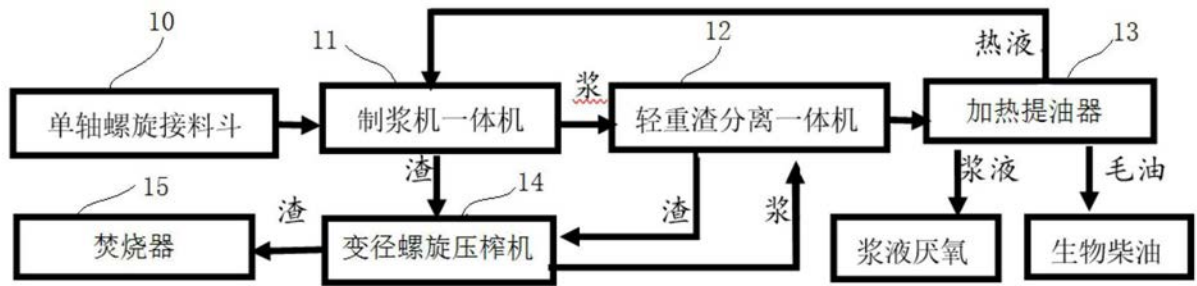 10
11
12
13
热液
单轴螺旋接料斗
制浆机一体机
浆
轻重渣分离一体机
加热提油器
渣
浆液
毛油
15
14
渣
渣
浆
焚烧器
变径螺旋压榨机
浆液厌氧
生物柴油